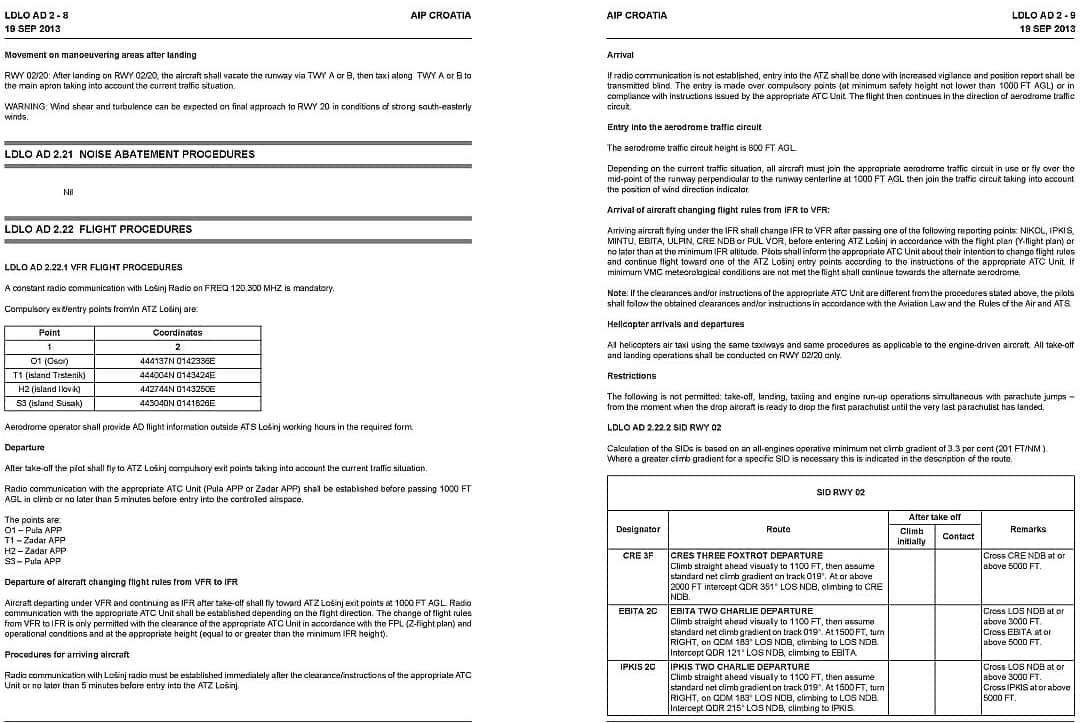 LDLO AD 2 - 8
AIP CROATIA
19 SEP 2013
Movement on manoeuvering areas after landing
RWY 02/20: After landing on RWY 02/20, the aircraft shall vacate the runway via TWY A or B, then taxi along TWY A or B to
the main apron taking into account the current traffic situation.
WARNING: Wind shear and turbulence can be expected on final approach to RWY 20 in conditions of strong south-easterly
winds.
LDLO AD 2.21 NOISE ABATEMENT PROCEDURES
Nil
LDLO AD 2.22 FLIGHT PROCEDURES
LDLO AD 2.22.1 VFR FLIGHT PROCEDURES
A constant radio communication with Lošinj Radio on FREQ 120.300 MHZ is mandatory.
Compulsory exit/entry points from/in ATZ Lošinj are:
Point Coordinates
1 2
O1 (Osor) 444137N 0142336E
T1 (island Trstenik) 444004N 0143424E
H2 (island Ilovik) 442744N 0143250E
S3 (island Susak) 443040N 0141826E
Aerodrome operator shall provide AD flight information outside ATS Lošinj working hours in the required form.
Departure
After take-off the pilot shall fly to ATZ Lošinj compulsory exit points taking into account the current traffic situation.
Radio communication with the appropriate ATC Unit (Pula APP or Zadar APP) shall be established before passing 1000 FT
AGL in climb or no later than 5 minutes before entry into the controlled airspace.
The points are:
O1 – Pula APP
T1 – Zadar APP
H2 – Zadar APP
S3 – Pula APP
Departure of aircraft changing flight rules from VFR to IFR
Aircraft departing under VFR and continuing as IFR after take-off shall fly toward ATZ Lošinj exit points at 1000 FT AGL. Radio
communication with the appropriate ATC Unit shall be established depending on the flight direction. The change of flight rules
from VFR to IFR is only permitted with the clearance of the appropriate ATC Unit in accordance with the FPL (Z-flight plan) and
operational conditions and at the appropriate height (equal to or greater than the minimum IFR height).
Procedures for arriving aircraft
Radio communication with Lošinj radio must be established immediately after the clearance/instructions of the appropriate ATC
Unit or no later than 5 minutes before entry into the ATZ Lošinj.
AIP CROATIA
LDLO AD 2 - 9
19 SEP 2013
Arrival
If radio communication is not established, entry into the ATZ shall be done with increased vigilance and position report shall be
transmitted blind. The entry is made over compulsory points (at minimum safety height not lower than 1000 FT AGL) or in
compliance with instructions issued by the appropriate ATC Unit. The flight then continues in the direction of aerodrome traffic
circuit.
Entry into the aerodrome traffic circuit
The aerodrome traffic circuit height is 800 FT AGL.
Depending on the current traffic situation, all aircraft must join the appropriate aerodrome traffic circuit in use or fly over the
mid-point of the runway perpendicular to the runway centerline at 1000 FT AGL then join the traffic circuit taking into account
the position of wind direction indicator.
Arrival of aircraft changing flight rules from IFR to VFR:
Arriving aircraft flying under the IFR shall change IFR to VFR after passing one of the following reporting points: NIKOL, IPKIS,
MINTU, EBITA, ULPIN, CRE NDB or PUL VOR, before entering ATZ Lošinj in accordance with the flight plan (Y-flight plan) or
no later than at the minimum IFR altitude. Pilots shall inform the appropriate ATC Unit about their intention to change flight rules
and continue flight toward one of the ATZ Lošinj entry points according to the instructions of the appropriate ATC Unit. If
minimum VMC meteorological conditions are not met the flight shall continue towards the alternate aerodrome.
Note: If the clearances and/or instructions of the appropriate ATC Unit are different from the procedures stated above, the pilots
shall follow the obtained clearances and/or instructions in accordance with the Aviation Law and the Rules of the Air and ATS.
Helicopter arrivals and departures
All helicopters air taxi using the same taxiways and same procedures as applicable to the engine-driven aircraft. All take-off
and landing operations shall be conducted on RWY 02/20 only.
Restrictions
The following is not permitted: take-off, landing, taxiing and engine run-up operations simultaneous with parachute jumps –
from the moment when the drop aircraft is ready to drop the first parachutist until the very last parachutist has landed.
LDLO AD 2.22.2 SID RWY 02
Calculation of the SIDs is based on an all-engines operative minimum net climb gradient of 3.3 per cent (201 FT/NM ).
Where a greater climb gradient for a specific SID is necessary this is indicated in the description of the route.
SID RWY 02
Designator Route After take off Remarks
Climb initially Contact
CRE 3F CRES THREE FOXTROT DEPARTURE Cross CRE NDB at or
Climb straight ahead visually to 1100 FT, then assume above 5000 FT.
standard net climb gradient on track 019°. At or above
2000 FT intercept QDR 351° LOS NDB, climbing to CRE
NDB.
EBITA 2C EBITA TWO CHARLIE DEPARTURE Cross LOS NDB at or
Climb straight ahead visually to 1100 FT, then assume above 3000 FT.
standard net climb gradient on track 019°. At 1500 FT, turn Cross EBITA at or
RIGHT, on QDM 183° LOS NDB, climbing to LOS NDB. above 5000 FT.
Intercept QDR 121° LOS NDB, climbing to EBITA.
IPKIS 2C IPKIS TWO CHARLIE DEPARTURE Cross LOS NDB at or
Climb straight ahead visually to 1100 FT, then assume above 3000 FT.
standard net climb gradient on track 019°. At 1500 FT, turn Cross IPKIS at or above
RIGHT, on QDM 183° LOS NDB, climbing to LOS NDB. 5000 FT.
Intercept QDR 215° LOS NDB, climbing to IPKIS.